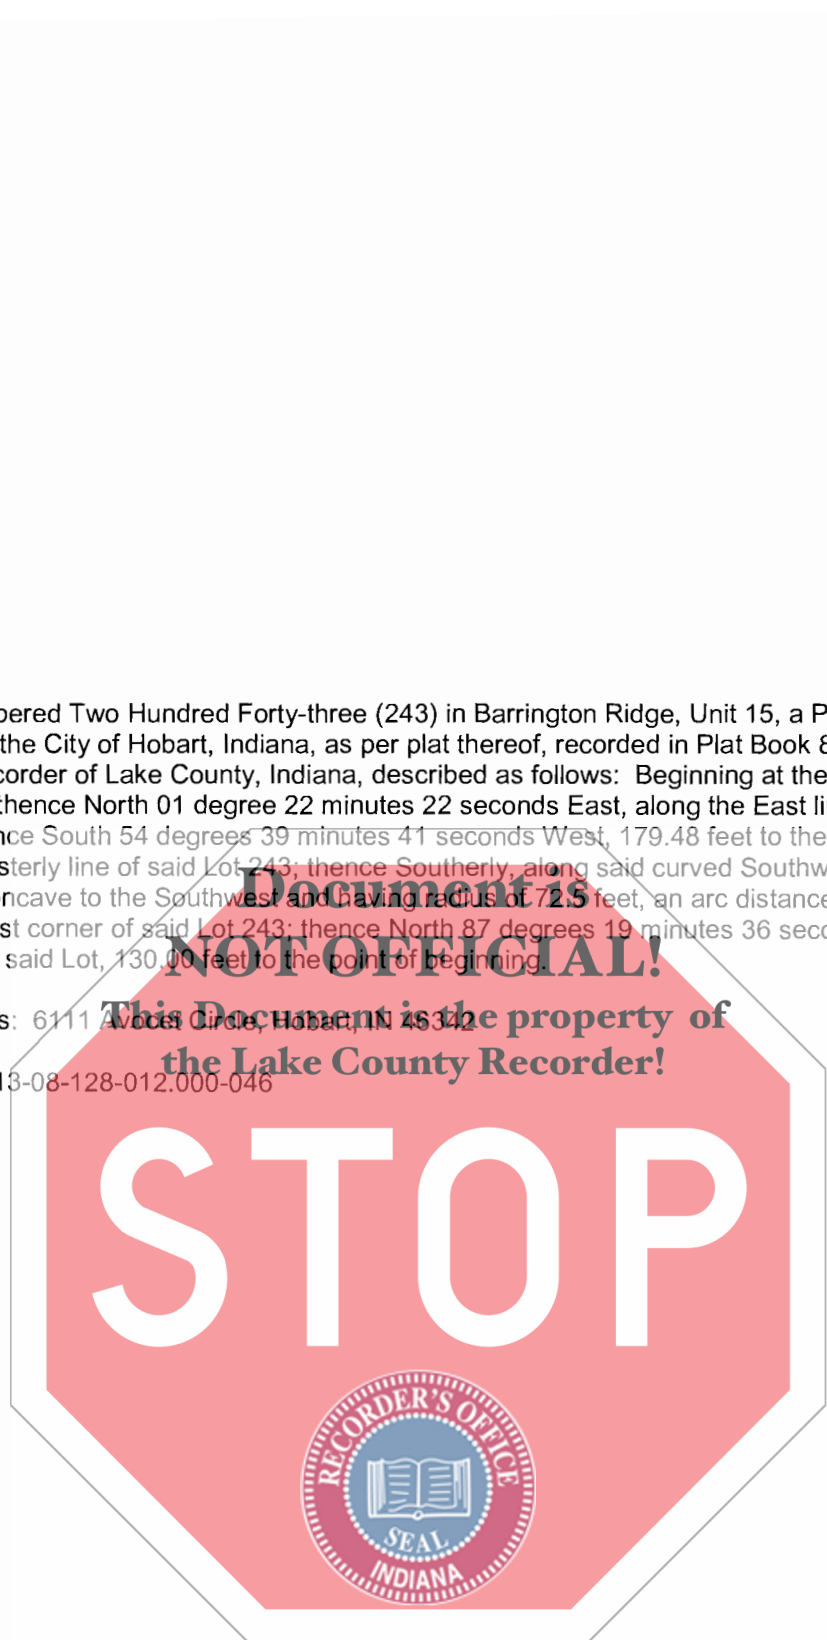 bered Two Hundred Forty-three (243) in Barrington Ridge, Unit 15, a P
the City of Hobart, Indiana, as per plat thereof, recorded in Plat Book 8
corder of Lake County, Indiana, described as follows: Beginning at the
thence North 01 degree 22 minutes 22 seconds East, along the East li
nce South 54 degrees 39 minutes 41 seconds West, 179.48 feet to the
sterly line of said Lot 243; thence Southerly, along said curved Southw
ncave to the Southwest and having radius of 72.5 feet, an arc distance
st corner of said Lot 243; thence North 87 degrees 19 minutes 36 seco
said Lot, 130.00 feet to the point of beginning.
s: 6111 Avocet Circle, Hobart, IN 46342
13-08-128-012.000-046
Document is
NOT OFFICIAL!
This Document is the property of
the Lake County Recorder!
STOP
RECORDER'S OFFICE
SEAL
INDIANA